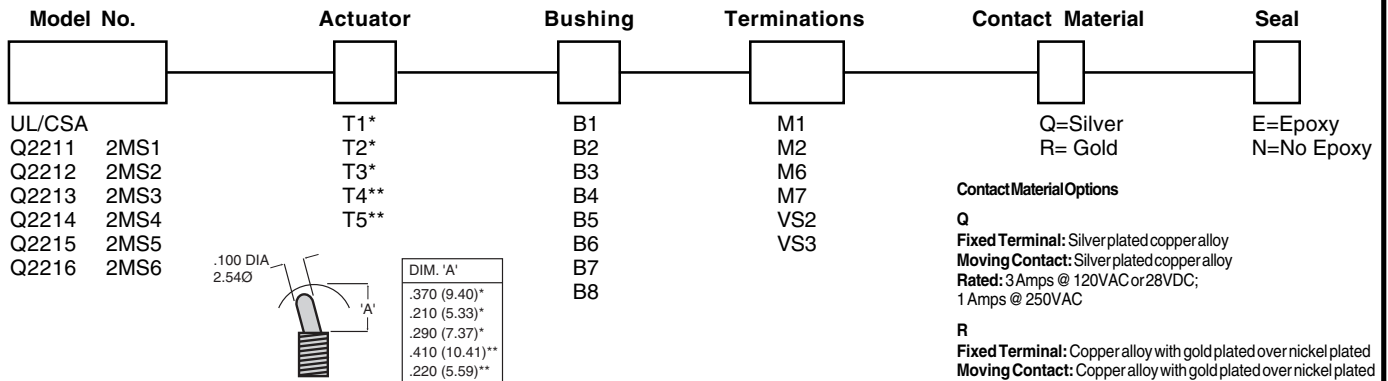 Model No. Actuator Bushing Terminations Contact Material Seal
UL/CSA
Q2211 2MS1
Q2212 2MS2
Q2213 2MS3
Q2214 2MS4
Q2215 2MS5
Q2216 2MS6
T1*
T2*
T3*
T4**
T5**
.100 DIA
2.54Ø
'A'
DIM. 'A'
.370 (9.40)*
.210 (5.33)*
.290 (7.37)*
.410 (10.41)**
.220 (5.59)**
B1
B2
B3
B4
B5
B6
B7
B8
M1
M2
M6
M7
VS2
VS3
Q=Silver
R= Gold
Contact Material Options
Q
Fixed Terminal: Silver plated copper alloy
Moving Contact: Silver plated copper alloy
Rated: 3 Amps @ 120VAC or 28VDC;
1 Amps @ 250VAC
R
Fixed Terminal: Copper alloy with gold plated over nickel plated
Moving Contact: Copper alloy with gold plated over nickel plated
E=Epoxy
N=No Epoxy